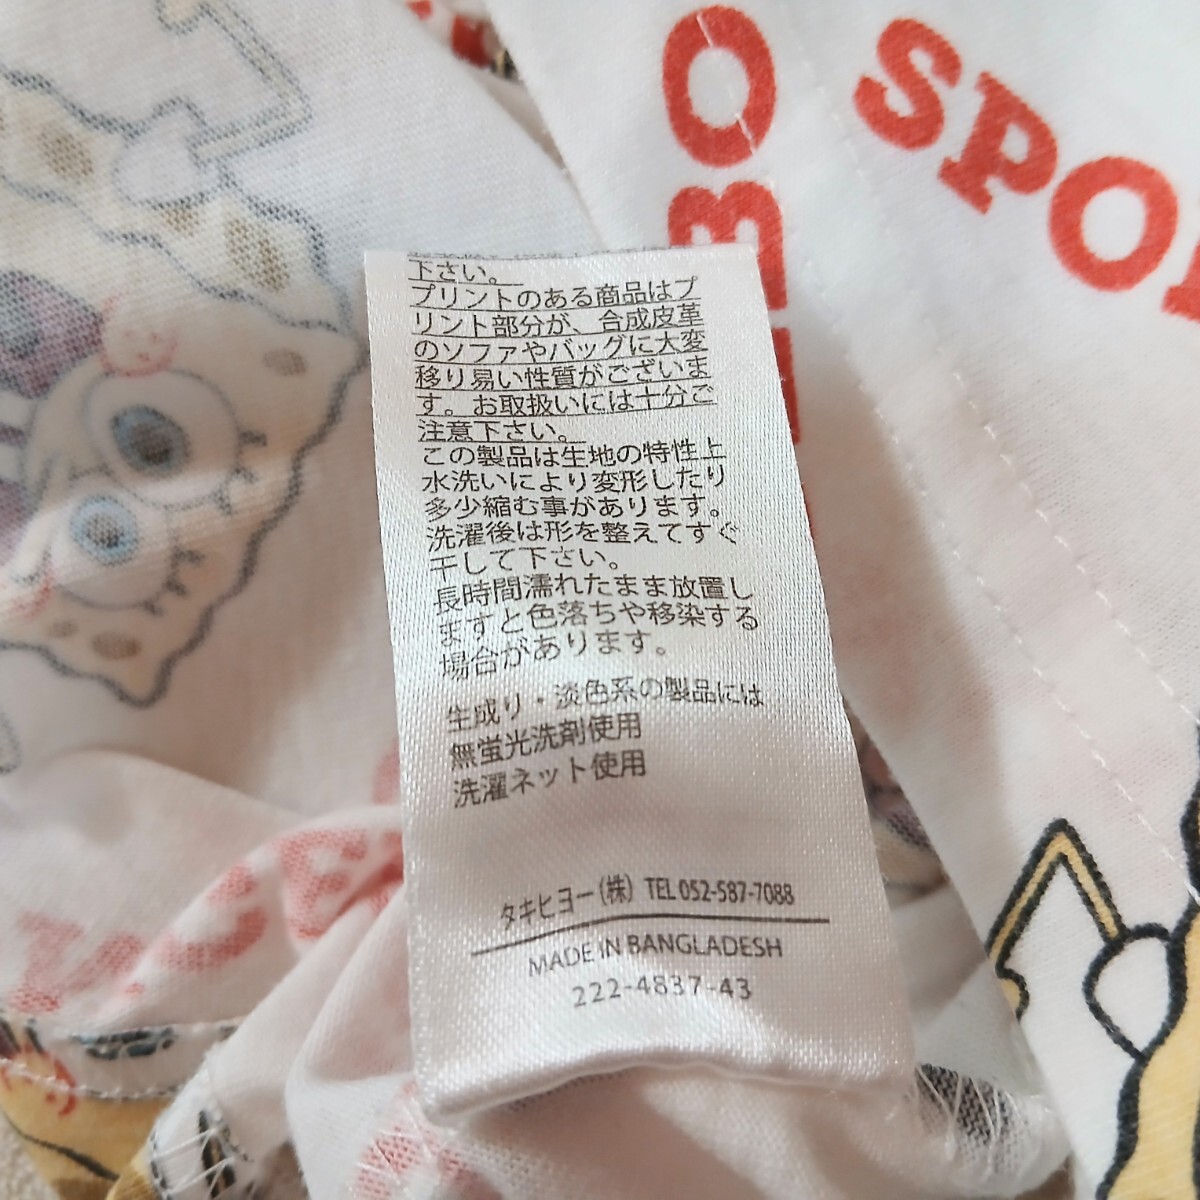 下さい。
プリントのある商品はプ
リント部分が、合成皮革
のソファやバッグに大変
移り易い性質がございま
す。お取扱いには十分ご
注意下さい。
この製品は生地の特性上
水洗いにより変形したり
多少縮む事があります。
洗濯後は形を整えてすぐ
干して下さい。
長時間濡れたまま放置し
ますと色落ちや移染する
場合があります。
生成り・淡色系の製品には
無蛍光洗剤使用
洗濯ネット使用
タキヒヨー(株) TEL 052-587-7088
MADE IN BANGLADESH
222-4837-43
SPO